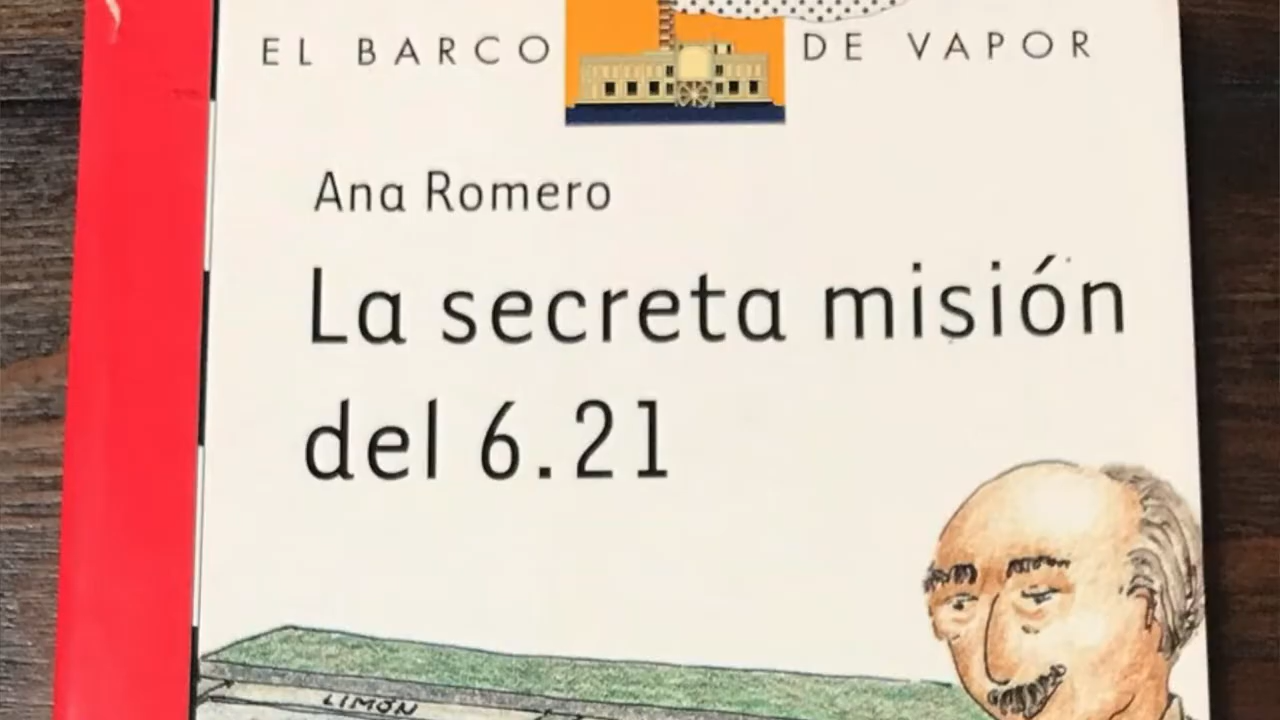 EL BARCO DE VAPOR
Ana Romero
La secreta misión
del 6.21
LIMÓN